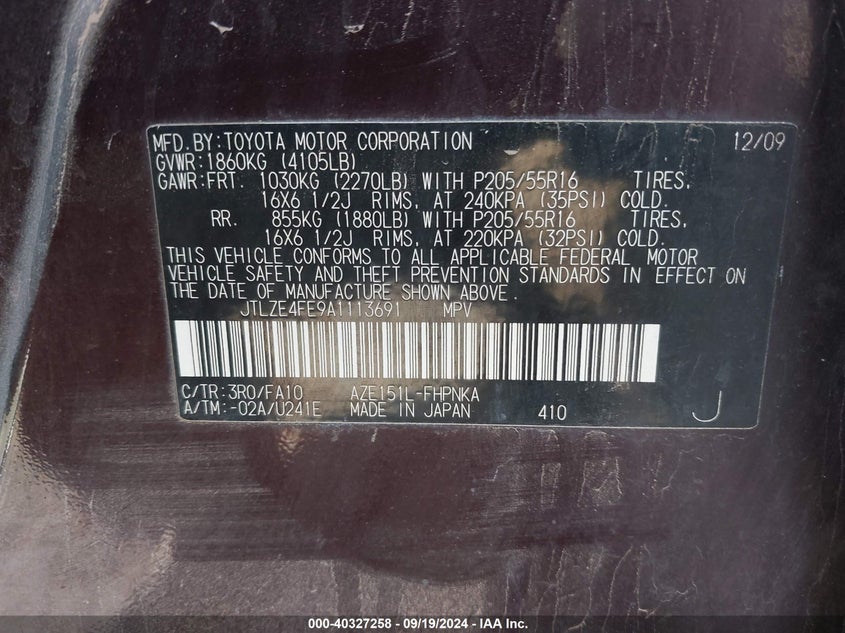 MFD.BY:TOYOTA MOTOR CORPORATION 12/09
GVWR:1860KG (4105LB)
GAWR:FRT. 1030KG (2270LB) WITH P205/55R16 TIRES,
16X6 1/2J RIMS, AT 240KPA (35PSI) COLD.
RR. 855KG (1880LB) WITH P205/55R16 TIRES,
16X6 1/2J RIMS, AT 220KPA (32PSI) COLD.
THIS VEHICLE CONFORMS TO ALL APPLICABLE FEDERAL MOTOR
VEHICLE SAFETY AND THEFT PREVENTION STANDARDS IN EFFECT ON
THE DATE OF MANUFACTURE SHOWN ABOVE.
JTLZE4FE9A1113691 MPV
C/TR:3R0/FA10 AZE151L-FHPNKA
A/TM:-02A/U241E MADE IN JAPAN 410 J
000-40327258 - 09/19/2024 - IAA Inc.